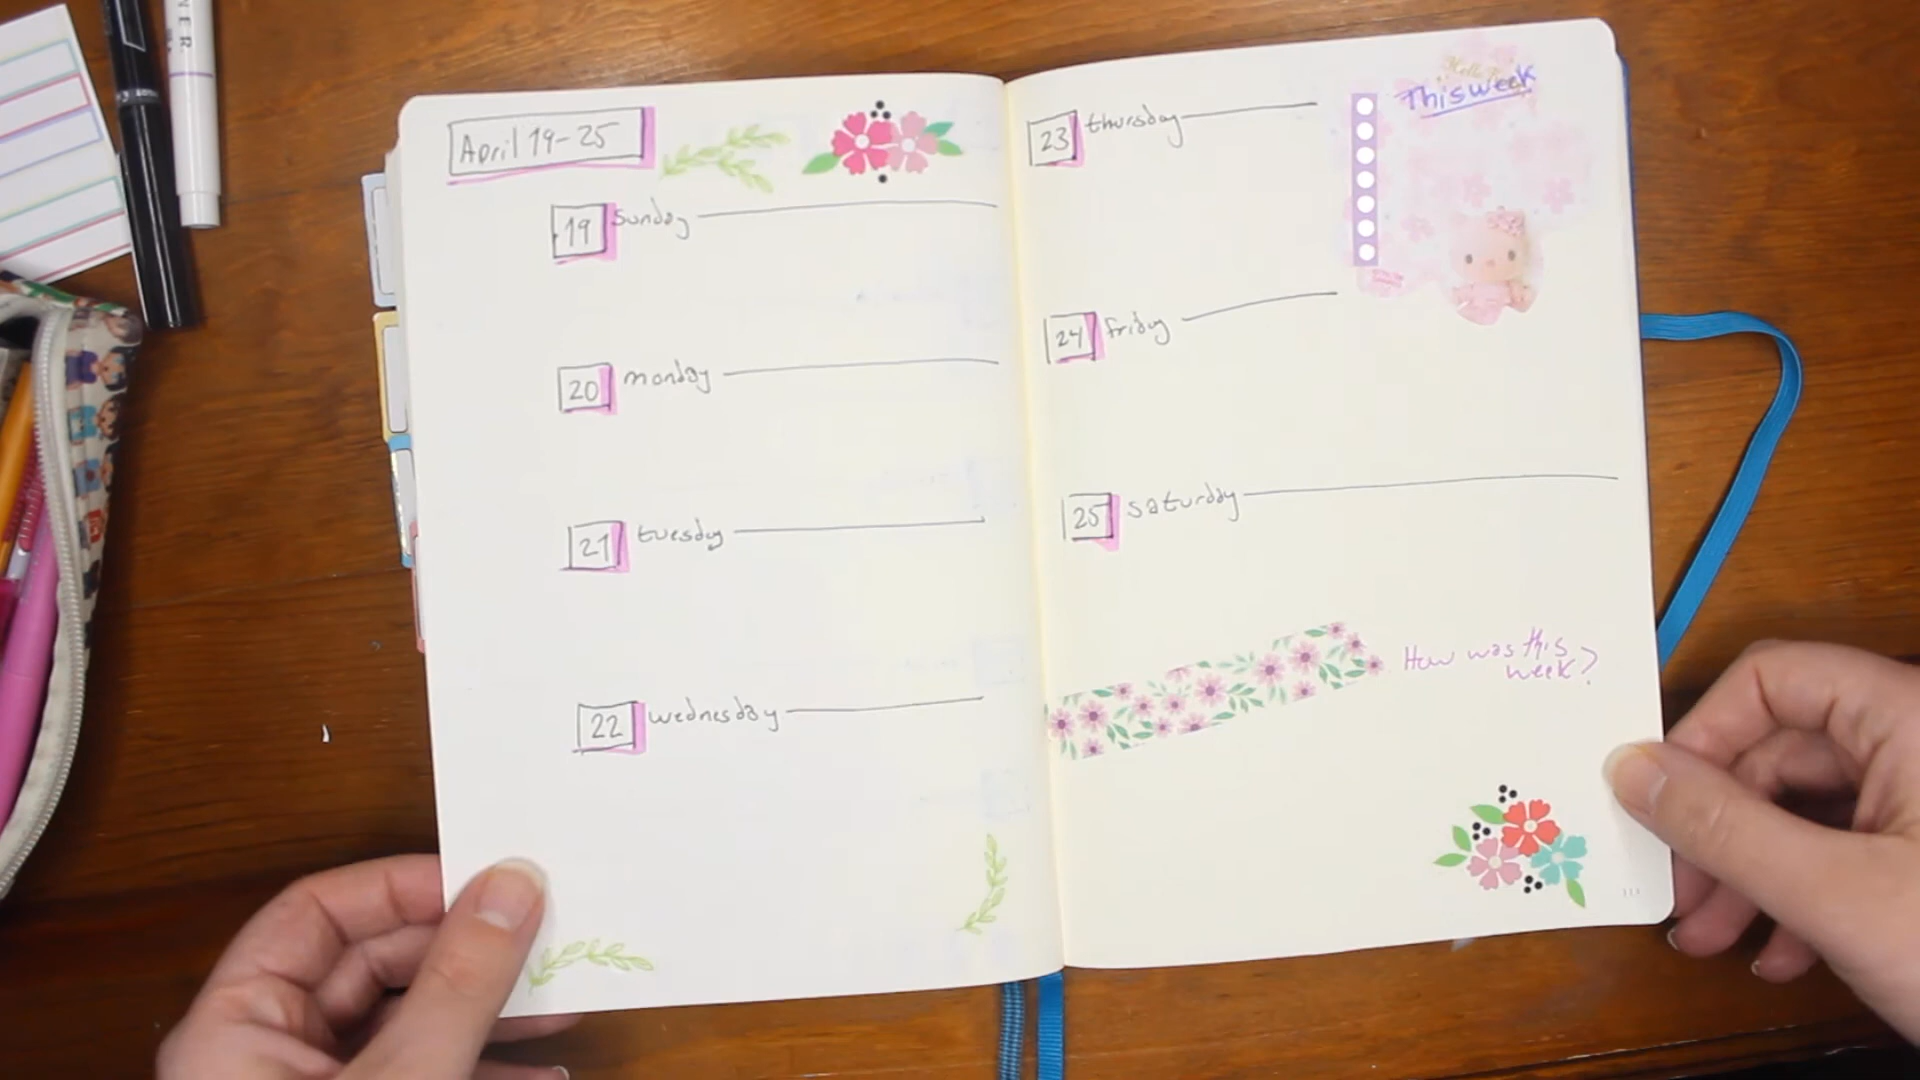 April 19-25
19 sunday
20 monday
21 tuesday
22 wednesday
23 thursday
This week
24 friday
25 saturday
How was this
week?